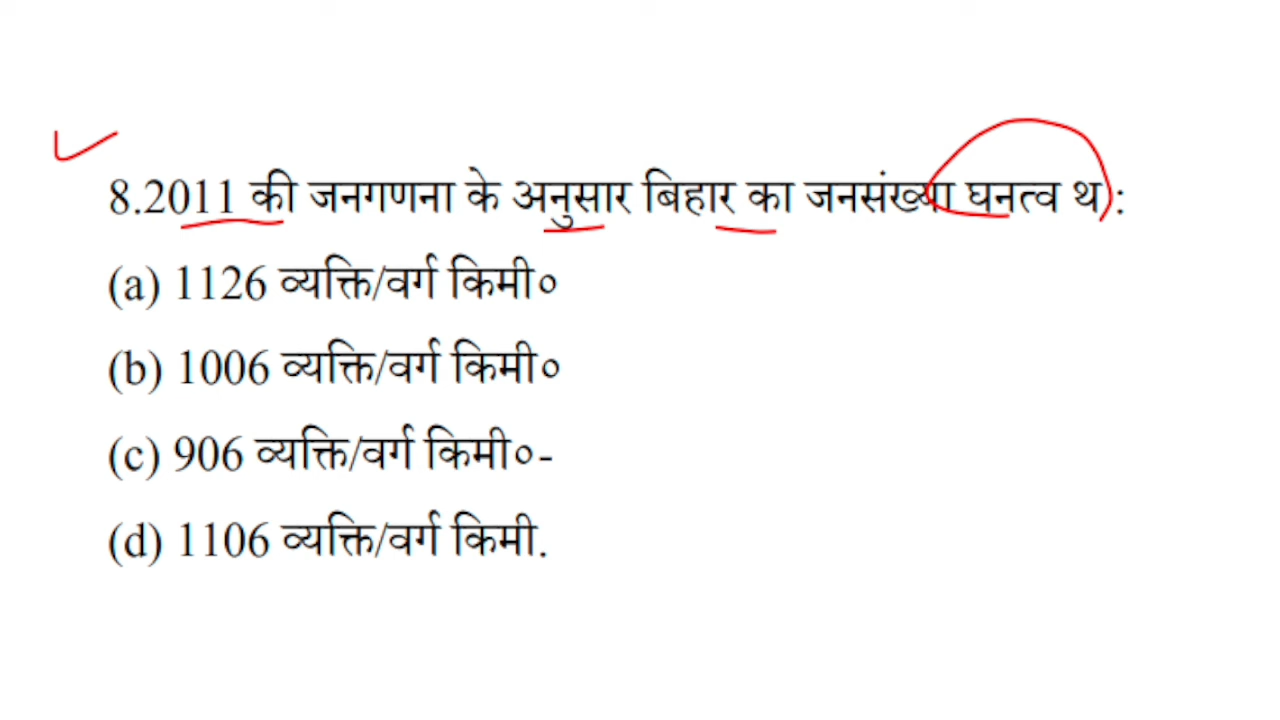 8.2011 की जनगणना के अनुसार बिहार का जनसंख्या घनत्व थ :
(a) 1126 व्यक्ति/वर्ग किमी०
(b) 1006 व्यक्ति/वर्ग किमी०
(c) 906 व्यक्ति/वर्ग किमी०-
(d) 1106 व्यक्ति/वर्ग किमी.